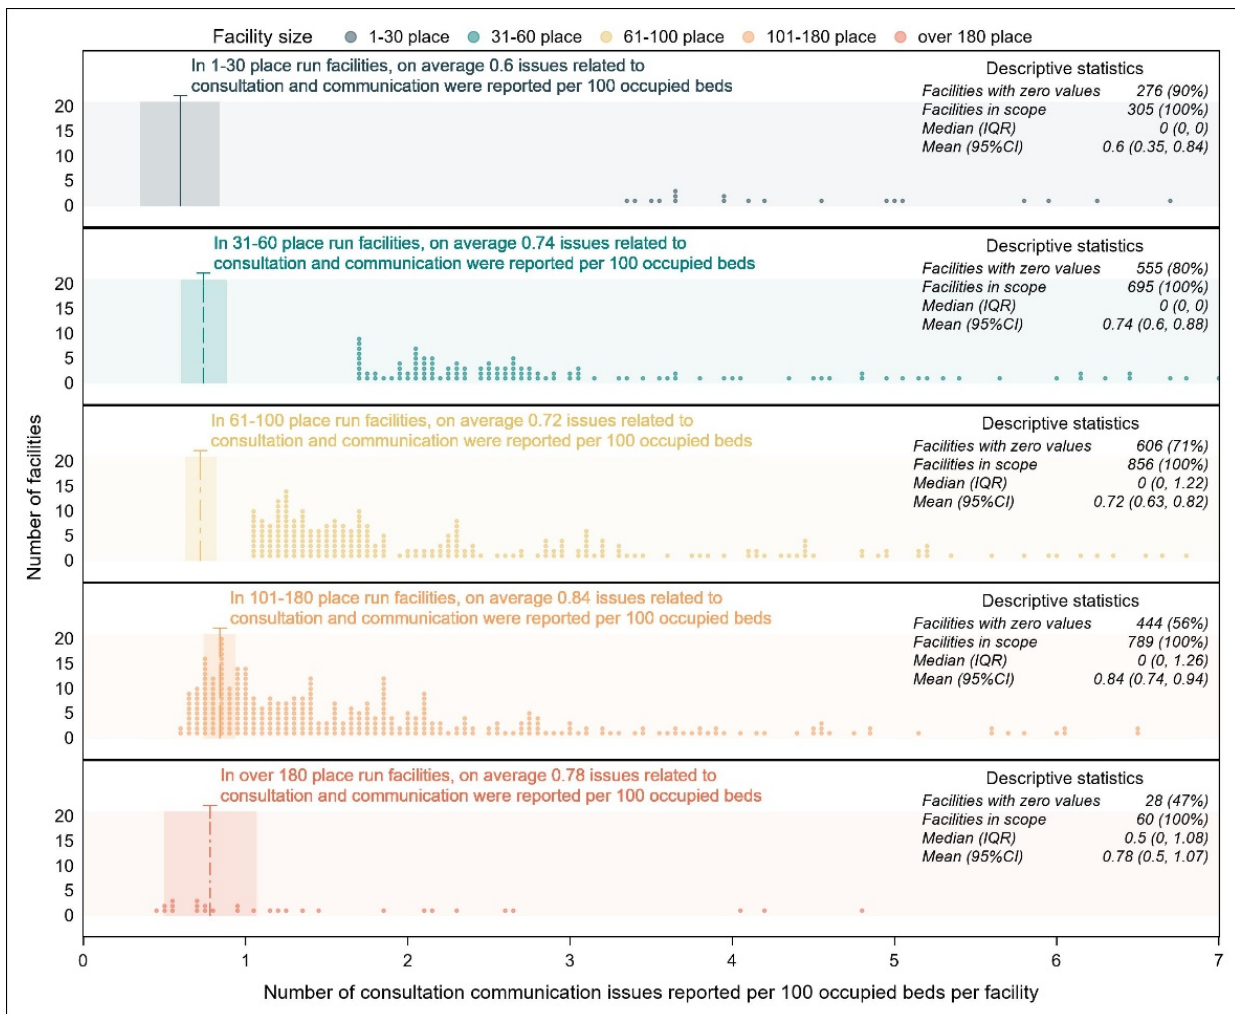 Facility size 1-30 place 31-60 place 61-100 place 101-180 place over 180 place
In 1-30 place run facilities, on average 0.6 issues related to
consultation and communication were reported per 100 occupied beds
Descriptive statistics
Facilities with zero values 276 (90%)
Facilities in scope 305 (100%)
Median (IQR) 0 (0, 0)
Mean (95%CI) 0.6 (0.35, 0.84)
20
15
10
5
0
In 31-60 place run facilities, on average 0.74 issues related to
consultation and communication were reported per 100 occupied beds
Descriptive statistics
Facilities with zero values 555 (80%)
Facilities in scope 695 (100%)
Median (IQR) 0 (0, 0)
Mean (95%CI) 0.74 (0.6, 0.88)
20
15
10
5
0
In 61-100 place run facilities, on average 0.72 issues related to
consultation and communication were reported per 100 occupied beds
Descriptive statistics
Facilities with zero values 606 (71%)
Facilities in scope 856 (100%)
Median (IQR) 0 (0, 1.22)
Mean (95%CI) 0.72 (0.63, 0.82)
20
15
10
5
0
Number of facilities
In 101-180 place run facilities, on average 0.84 issues related to
consultation and communication were reported per 100 occupied beds
Descriptive statistics
Facilities with zero values 444 (56%)
Facilities in scope 789 (100%)
Median (IQR) 0 (0, 1.26)
Mean (95%CI) 0.84 (0.74, 0.94)
20
15
10
5
0
In over 180 place run facilities, on average 0.78 issues related to
consultation and communication were reported per 100 occupied beds
Descriptive statistics
Facilities with zero values 28 (47%)
Facilities in scope 60 (100%)
Median (IQR) 0.5 (0, 1.08)
Mean (95%CI) 0.78 (0.5, 1.07)
20
15
10
5
0
0 1 2 3 4 5 6 7
Number of consultation communication issues reported per 100 occupied beds per facility